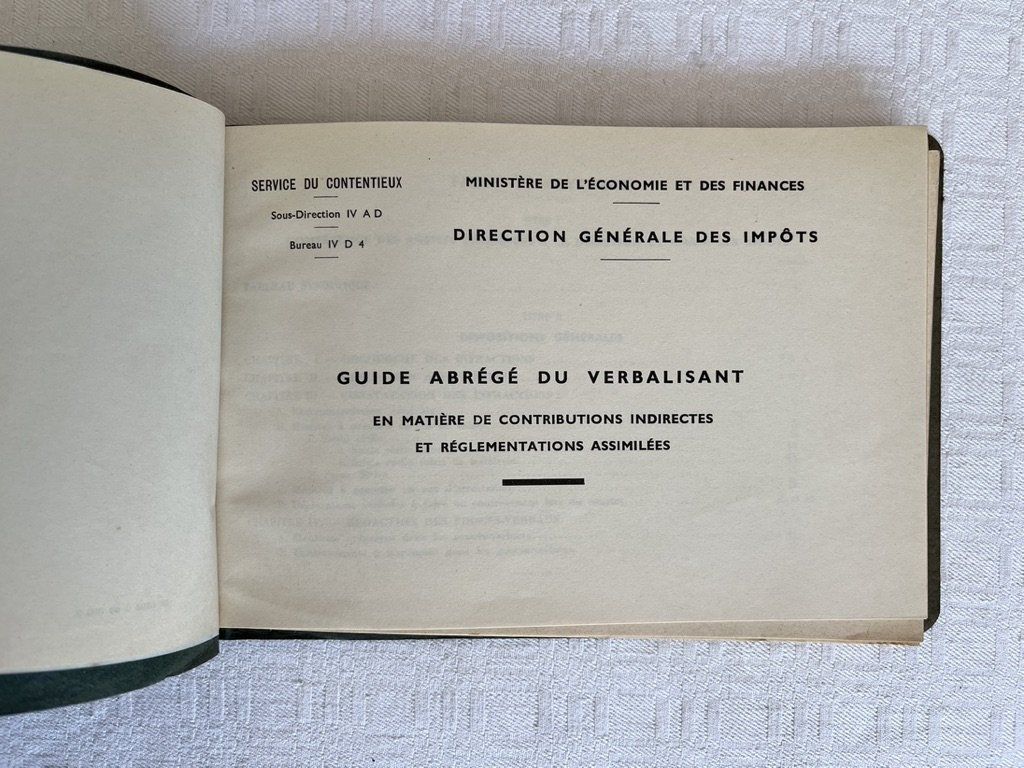 SERVICE DU CONTENTIEUX
Sous-Direction IV A D
Bureau IV D 4
MINISTÈRE DE L'ÉCONOMIE ET DES FINANCES
DIRECTION GÉNÉRALE DES IMPÔTS
GUIDE ABRÉGÉ DU VERBALISANT
EN MATIÈRE DE CONTRIBUTIONS INDIRECTES
ET RÉGLEMENTATIONS ASSIMILÉES